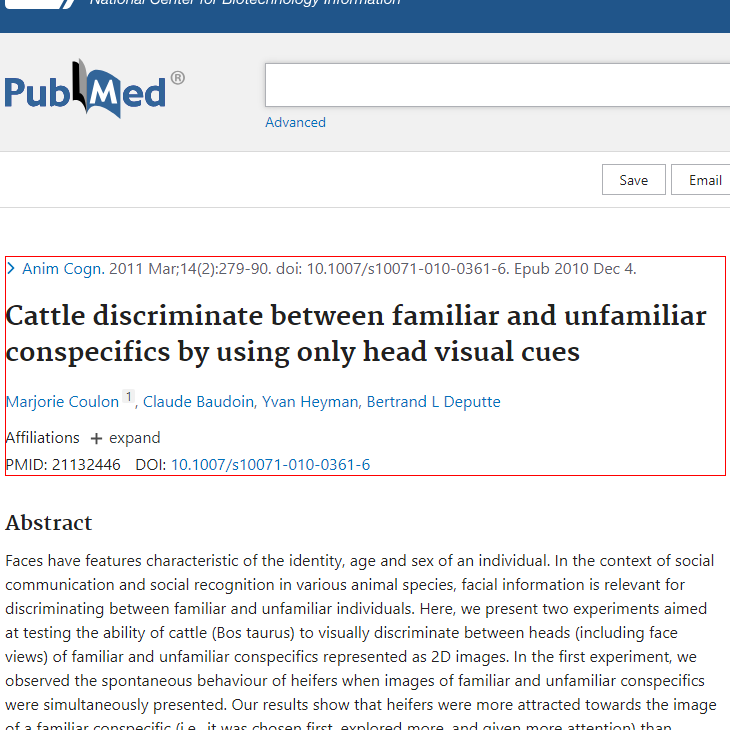 National Center for Biotechnology Information
PubMed®
Advanced
Save
Email
Anim Cogn. 2011 Mar;14(2):279-90. doi: 10.1007/s10071-010-0361-6. Epub 2010 Dec 4.
Cattle discriminate between familiar and unfamiliar
conspecifics by using only head visual cues
Marjorie Coulon 1, Claude Baudoin, Yvan Heyman, Bertrand L Deputte
Affiliations + expand
PMID: 21132446 DOI: 10.1007/s10071-010-0361-6
Abstract
Faces have features characteristic of the identity, age and sex of an individual. In the context of social
communication and social recognition in various animal species, facial information is relevant for
discriminating between familiar and unfamiliar individuals. Here, we present two experiments aimed
at testing the ability of cattle (Bos taurus) to visually discriminate between heads (including face
views) of familiar and unfamiliar conspecifics represented as 2D images. In the first experiment, we
observed the spontaneous behaviour of heifers when images of familiar and unfamiliar conspecifics
were simultaneously presented. Our results show that heifers were more attracted towards the image
of a familiar conspecific (i.e., it was chosen first, explored more, and given more attention) than